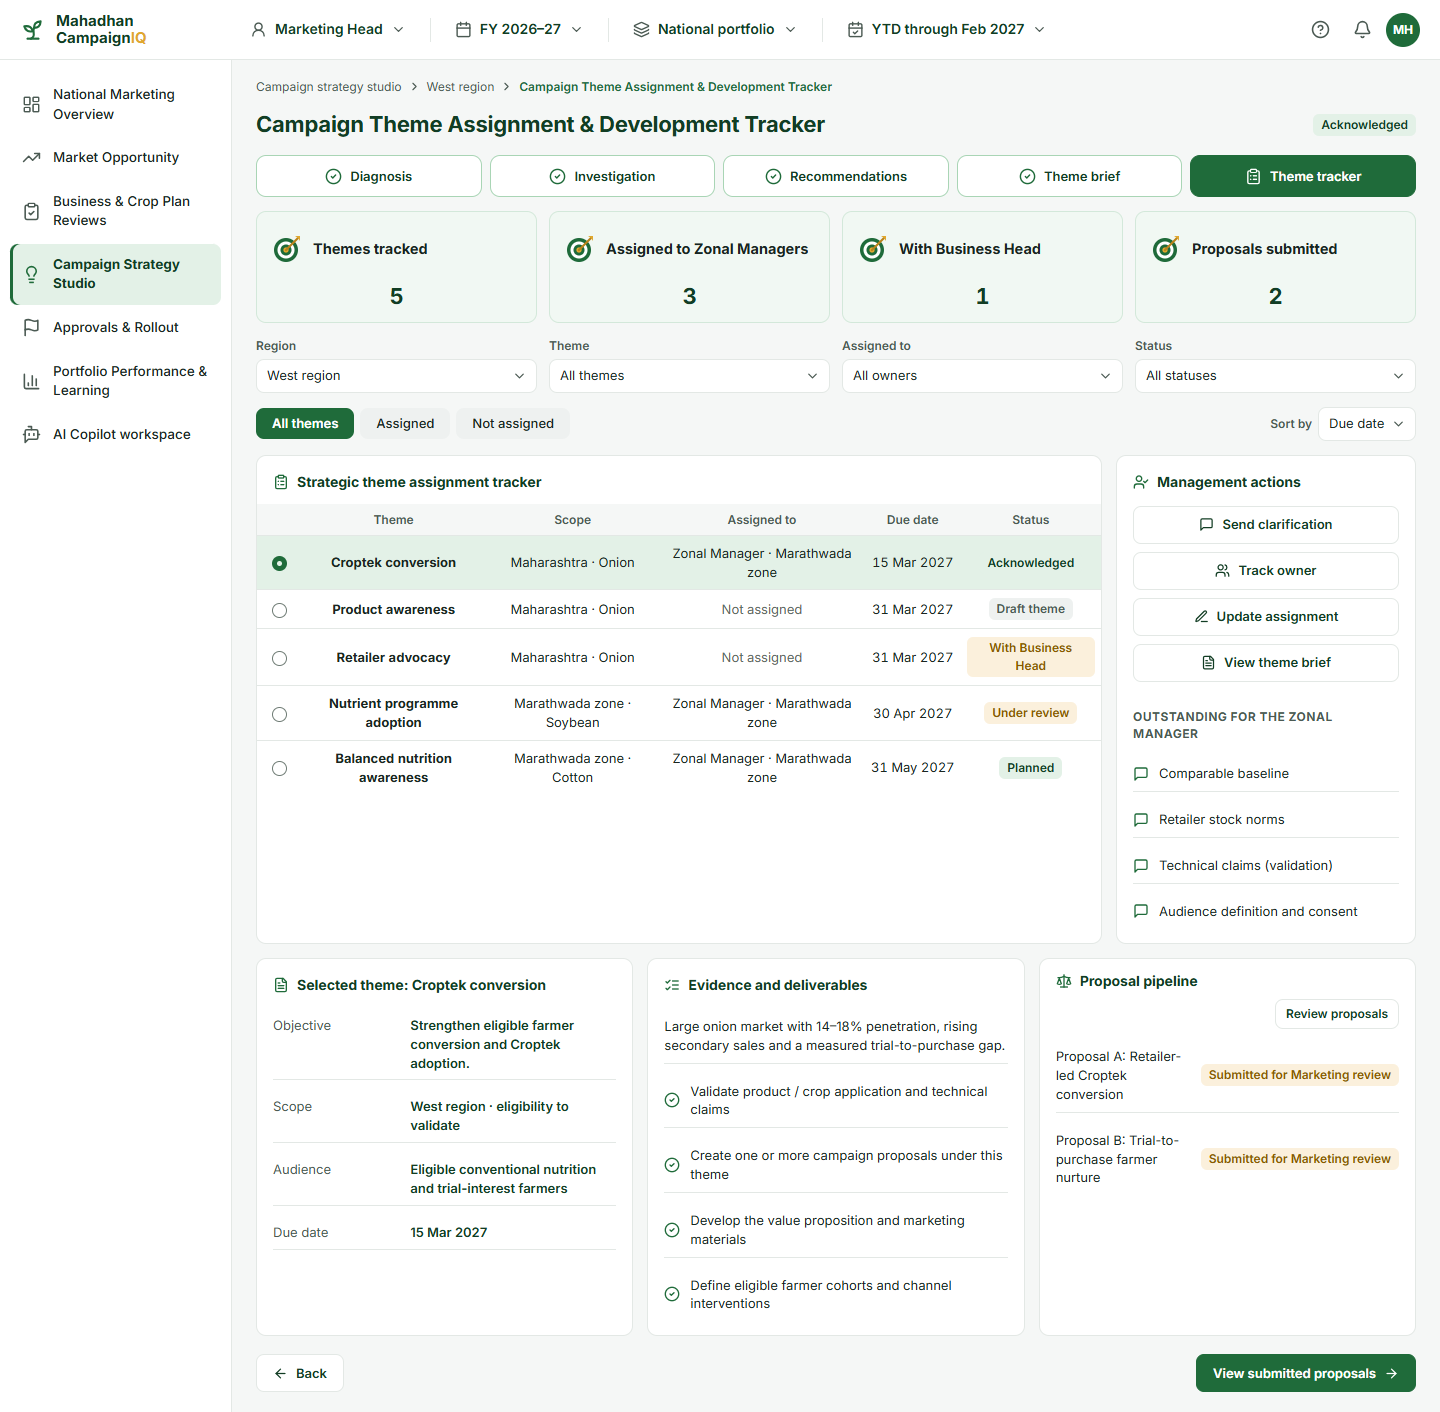 Mahadhan
CampaignIQ
Marketing Head
FY 2026–27
National portfolio
YTD through Feb 2027
MH
National Marketing
Overview
Market Opportunity
Business & Crop Plan
Reviews
Campaign Strategy
Studio
Approvals & Rollout
Portfolio Performance &
Learning
AI Copilot workspace
Campaign strategy studio
West region
Campaign Theme Assignment & Development Tracker
Campaign Theme Assignment & Development Tracker
Acknowledged
Diagnosis
Investigation
Recommendations
Theme brief
Theme tracker
Themes tracked
5
Assigned to Zonal Managers
3
With Business Head
1
Proposals submitted
2
Region
West region
Theme
All themes
Assigned to
All owners
Status
All statuses
All themes
Assigned
Not assigned
Sort by
Due date
Strategic theme assignment tracker
Theme
Scope
Assigned to
Due date
Status
Croptek conversion
Maharashtra · Onion
Zonal Manager · Marathwada
zone
15 Mar 2027
Acknowledged
Product awareness
Maharashtra · Onion
Not assigned
31 Mar 2027
Draft theme
Retailer advocacy
Maharashtra · Onion
Not assigned
31 Mar 2027
With Business
Head
Nutrient programme
adoption
Marathwada zone ·
Soybean
Zonal Manager · Marathwada
zone
30 Apr 2027
Under review
Balanced nutrition
awareness
Marathwada zone ·
Cotton
Zonal Manager · Marathwada
zone
31 May 2027
Planned
Management actions
Send clarification
Track owner
Update assignment
View theme brief
OUTSTANDING FOR THE ZONAL
MANAGER
Comparable baseline
Retailer stock norms
Technical claims (validation)
Audience definition and consent
Selected theme: Croptek conversion
Objective
Strengthen eligible farmer
conversion and Croptek
adoption.
Scope
West region · eligibility to
validate
Audience
Eligible conventional nutrition
and trial-interest farmers
Due date
15 Mar 2027
Evidence and deliverables
Large onion market with 14–18% penetration, rising
secondary sales and a measured trial-to-purchase gap.
Validate product / crop application and technical
claims
Create one or more campaign proposals under this
theme
Develop the value proposition and marketing
materials
Define eligible farmer cohorts and channel
interventions
Proposal pipeline
Review proposals
Proposal A: Retailer-
led Croptek
conversion
Submitted for Marketing review
Proposal B: Trial-to-
purchase farmer
nurture
Submitted for Marketing review
Back
View submitted proposals